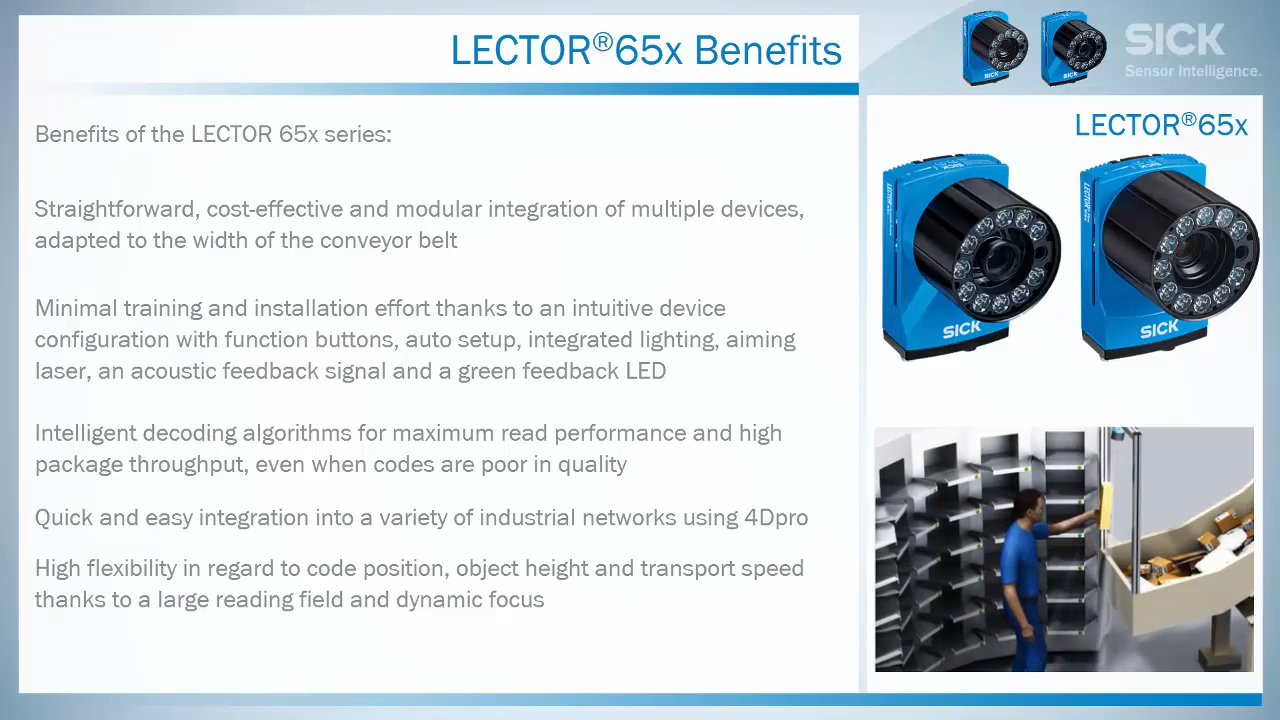 LECTOR®65x Benefits
SICK
Sensor Intelligence.
SICK
SICK
Benefits of the LECTOR 65x series:
Straightforware, cost-effective and modular integration of multiple devices,
adapted to the width of the conveyor belt
Minimal training and installation effort thanks to an intuitive device
configuration with function buttons, auto setup, integrated lighting, aiming
laser, an acoustic feedback signal and a green feedback LED
Intelligent decoding algorithms for maximum read performance and high
package throughput, even when codes are poor in quality
Quick and easy integration into a variety of industrial networks using 4Dpro
High flexibility in regard to code position, object height and transport speed
thanks to a large reading field and dynamic focus
LECTOR®65x
SICK
SICK